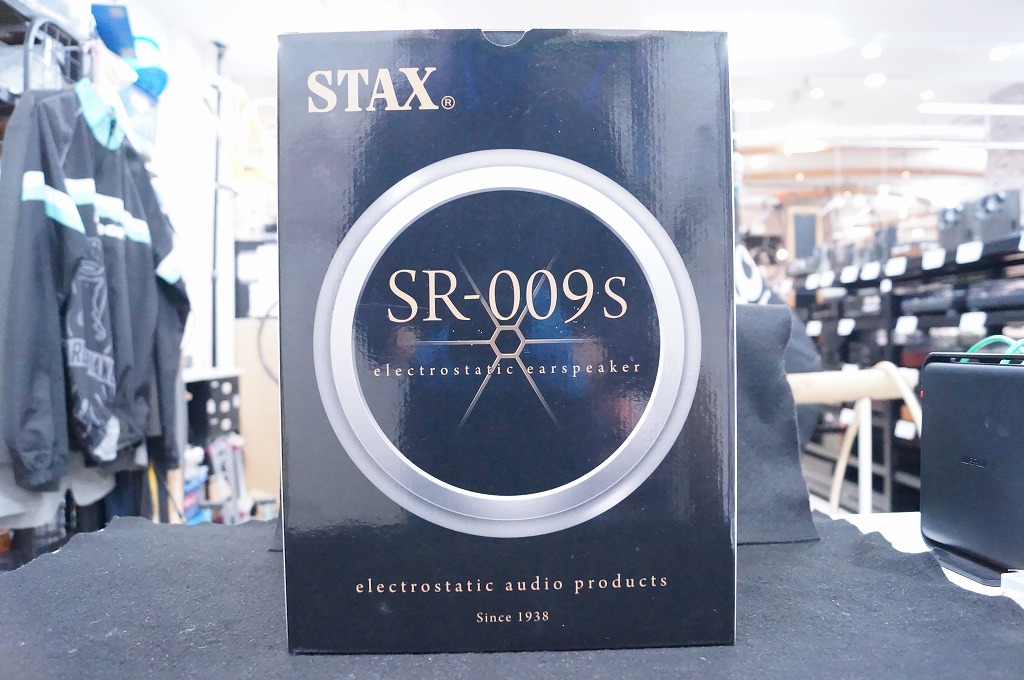 STAX®
SR-009S
electrostatic earspeaker
electrostatic audio products
Since 1938